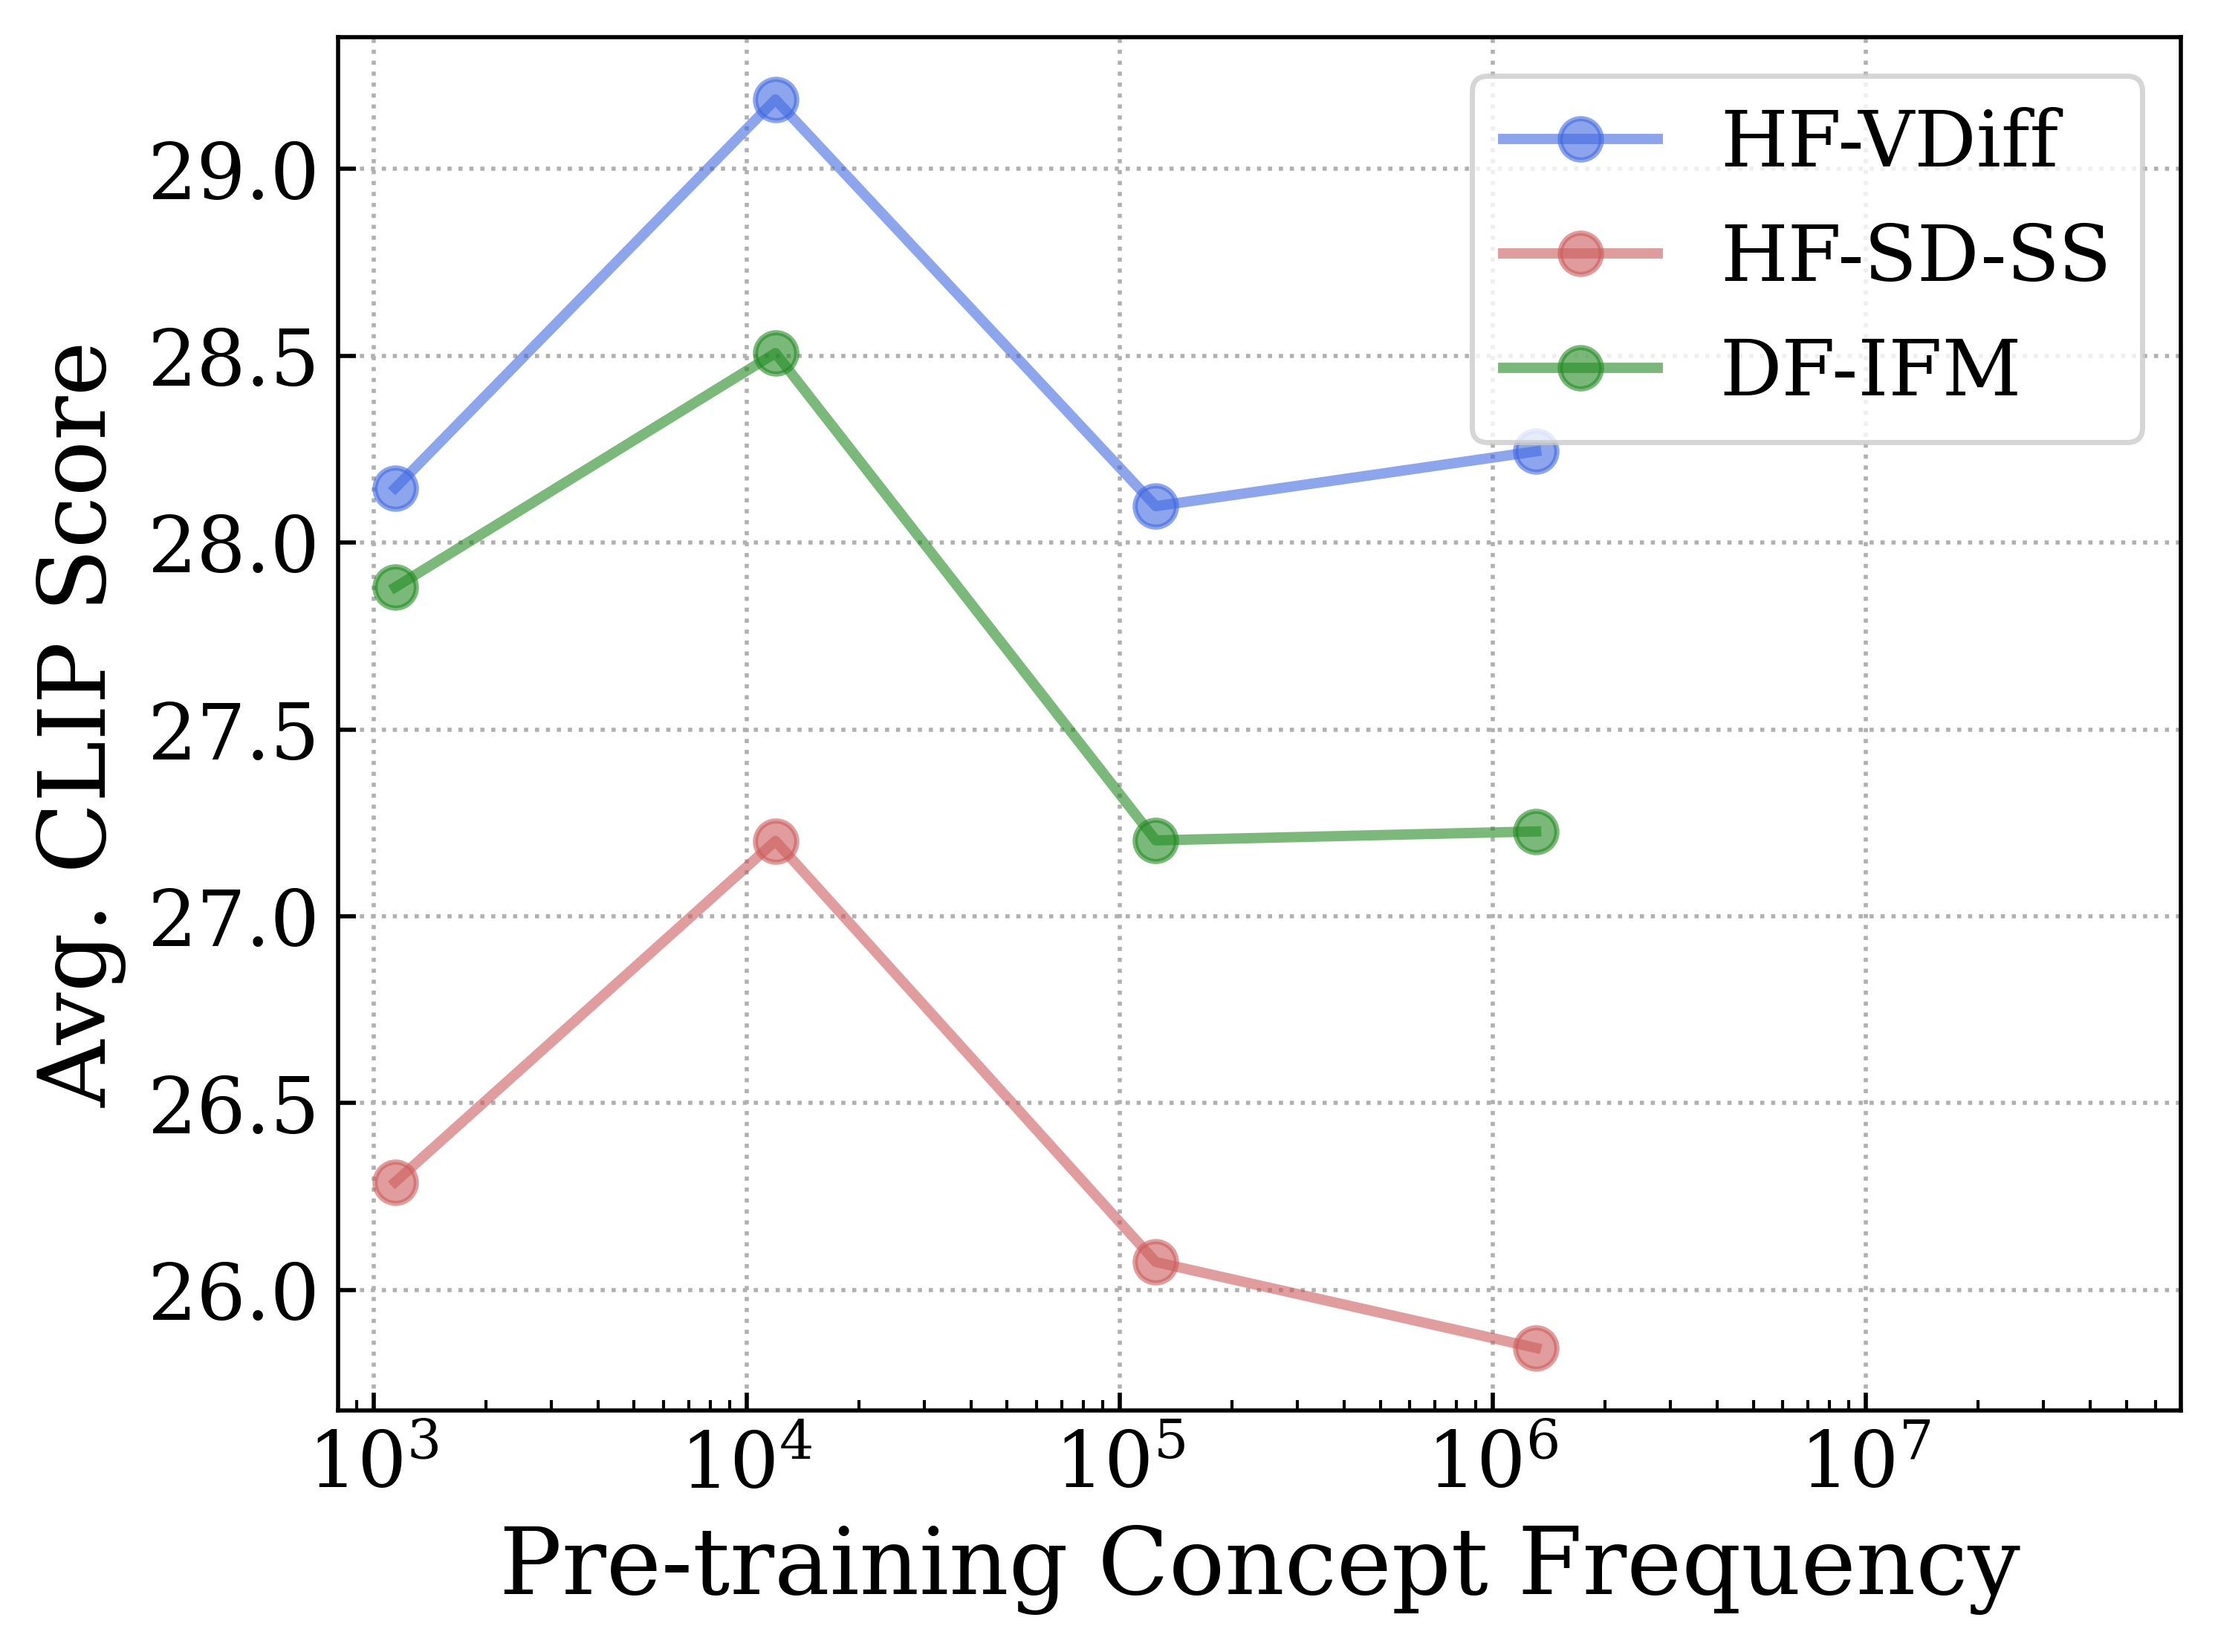 HF-VDiff
HF-SD-SS
DF-IFM
Avg. CLIP Score
29.0
28.5
28.0
27.5
27.0
26.5
26.0
10³
10⁴
10⁵
10⁶
10⁷
Pre-training Concept Frequency